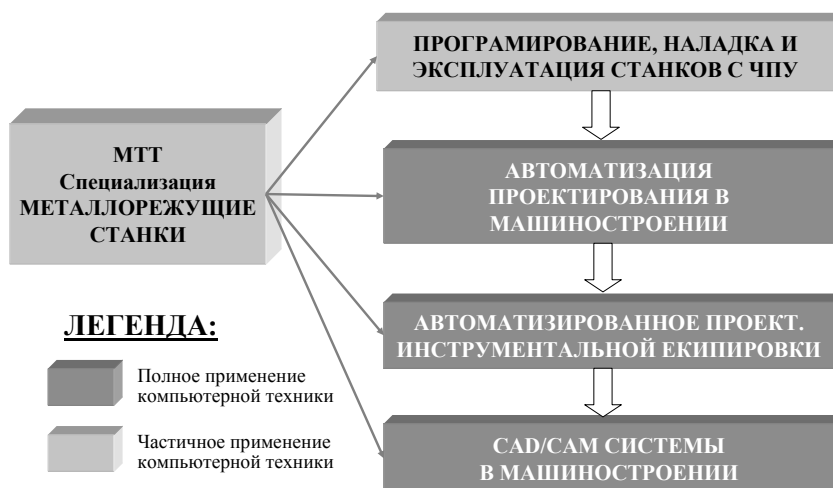 ПРОГРАМИРОВАНИЕ, НАЛАДКА И
ЭКСПЛУАТАЦИЯ СТАНКОВ С ЧПУ
МТТ
Специализация
МЕТАЛЛОРЕЖУЩИЕ
СТАНКИ
АВТОМАТИЗАЦИЯ
ПРОЕКТИРОВАНИЯ В
МАШИНОСТРОЕНИИ
АВТОМАТИЗИРОВАННОЕ ПРОЕКТ.
ИНСТРУМЕНТАЛЬНОЙ ЕКИПИРОВКИ
CAD/CAM СИСТЕМЫ
В МАШИНОСТРОЕНИИ
ЛЕГЕНДА:
Полное применение
компьютерной техники
Частичное применение
компьютерной техники